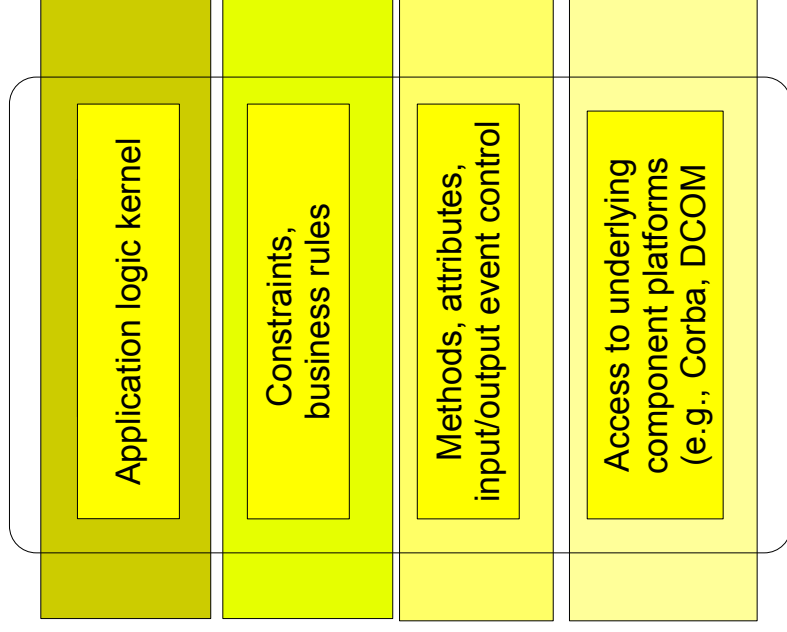 Application logic kernel
Constraints,
business rules
Methods, attributes,
input/output event control
Access to underlying
component platforms
(e.g., Corba, DCOM